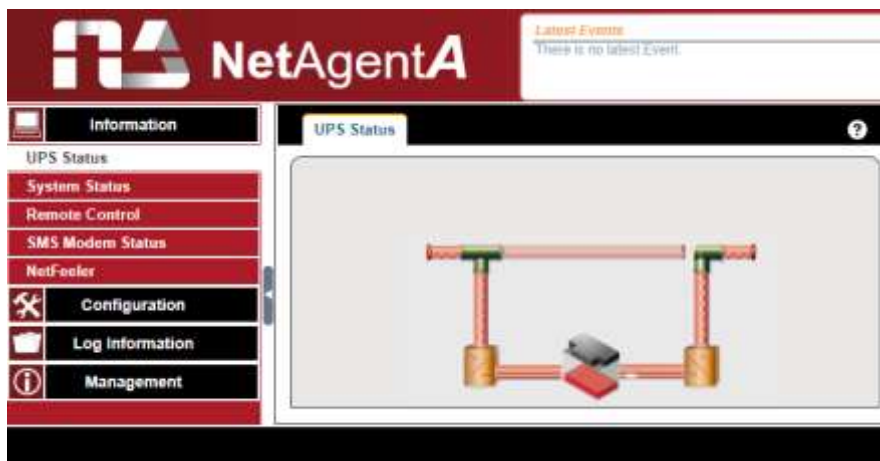 NetAgentA
Latest Events
There is no latest Event.
Information
UPS Status
System Status
Remote Control
SMS Modem Status
NetFeeler
Configuration
Log Information
Management
UPS Status
?